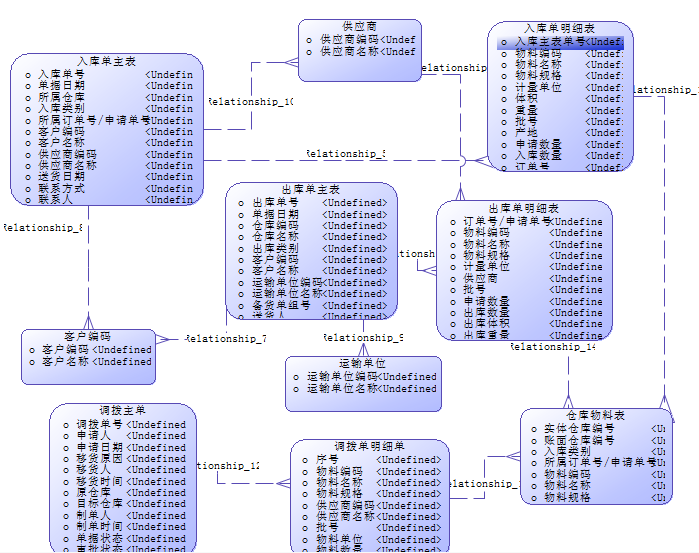 入库单主表
入库单号 <Undefin
单据日期 <Undefin
所属仓库 <Undefin
入库类别 <Undefin
所属订单号/申请单号<Undefin
客户编码 <Undefin
客户名称 <Undefin
供应商编码 <Undefin
供应商名称 <Undefin
送货日期 <Undefin
联系方式 <Undefin
联系人 <Undefin
供应商
供应商编码<Undef
供应商名称<Undef
入库单明细表
入库主表单号<Undef:
物料编码 <Undef:
物料名称 <Undef:
物料规格 <Undef:
计量单位 <Undef:
体积 <Undef:
重量 <Undef:
批号 <Undef:
产地 <Undef:
申请数量 <Undef:
入库数量 <Undef:
订单号 <Undef:
Relationship_10
elationship
Relationship_5
lationship_
出库单主表
出库单号 <Undefined>
单据日期 <Undefined>
仓库编码 <Undefined>
仓库名称 <Undefined>
出库类别 <Undefined>
客户编码 <Undefined>
客户名称 <Undefined>
运输单位编码<Undefined>
运输单位名称<Undefined>
备货单组号 <Undefined>
送货人 <Undefined>
出库单明细表
订单号/申请单号<Undefine
物料编码 <Undefine
物料名称 <Undefine
物料规格 <Undefine
计量单位 <Undefine
供应商 <Undefine
批号 <Undefine
申请数量 <Undefine
出库数量 <Undefine
出库体积 <Undefine
出库重量 <Undefine
Relationship_8
tionship
Relationship_7
Relationship_9
Relationship_14
客户编码
客户编码<Undefined
客户名称<Undefined
运输单位
运输单位编码<Undefined
运输单位名称<Undefined
调拨主单
调拨单号<Undefined
申请人 <Undefined
申请日期<Undefined
移货原因<Undefined
移货人 <Undefined
移货时间<Undefined
原仓库 <Undefined
目标仓库<Undefined
制单人 <Undefined
制单时间<Undefined
单据状态<Undefined
审批状态<Undefined
lationship_12
调拨单明细单
序号 <Undefined>
物料编码 <Undefined>
物料名称 <Undefined>
物料规格 <Undefined>
供应商编码<Undefined>
供应商名称<Undefined>
批号 <Undefined>
物料单位 <Undefined>
物料数量 <Undefined>
elationship_
仓库物料表
实体仓库编号 <U
账面仓库编号 <U
入库类别 <U
所属订单号/申请单号<U
物料编码 <U
物料名称 <U
物料规格 <U